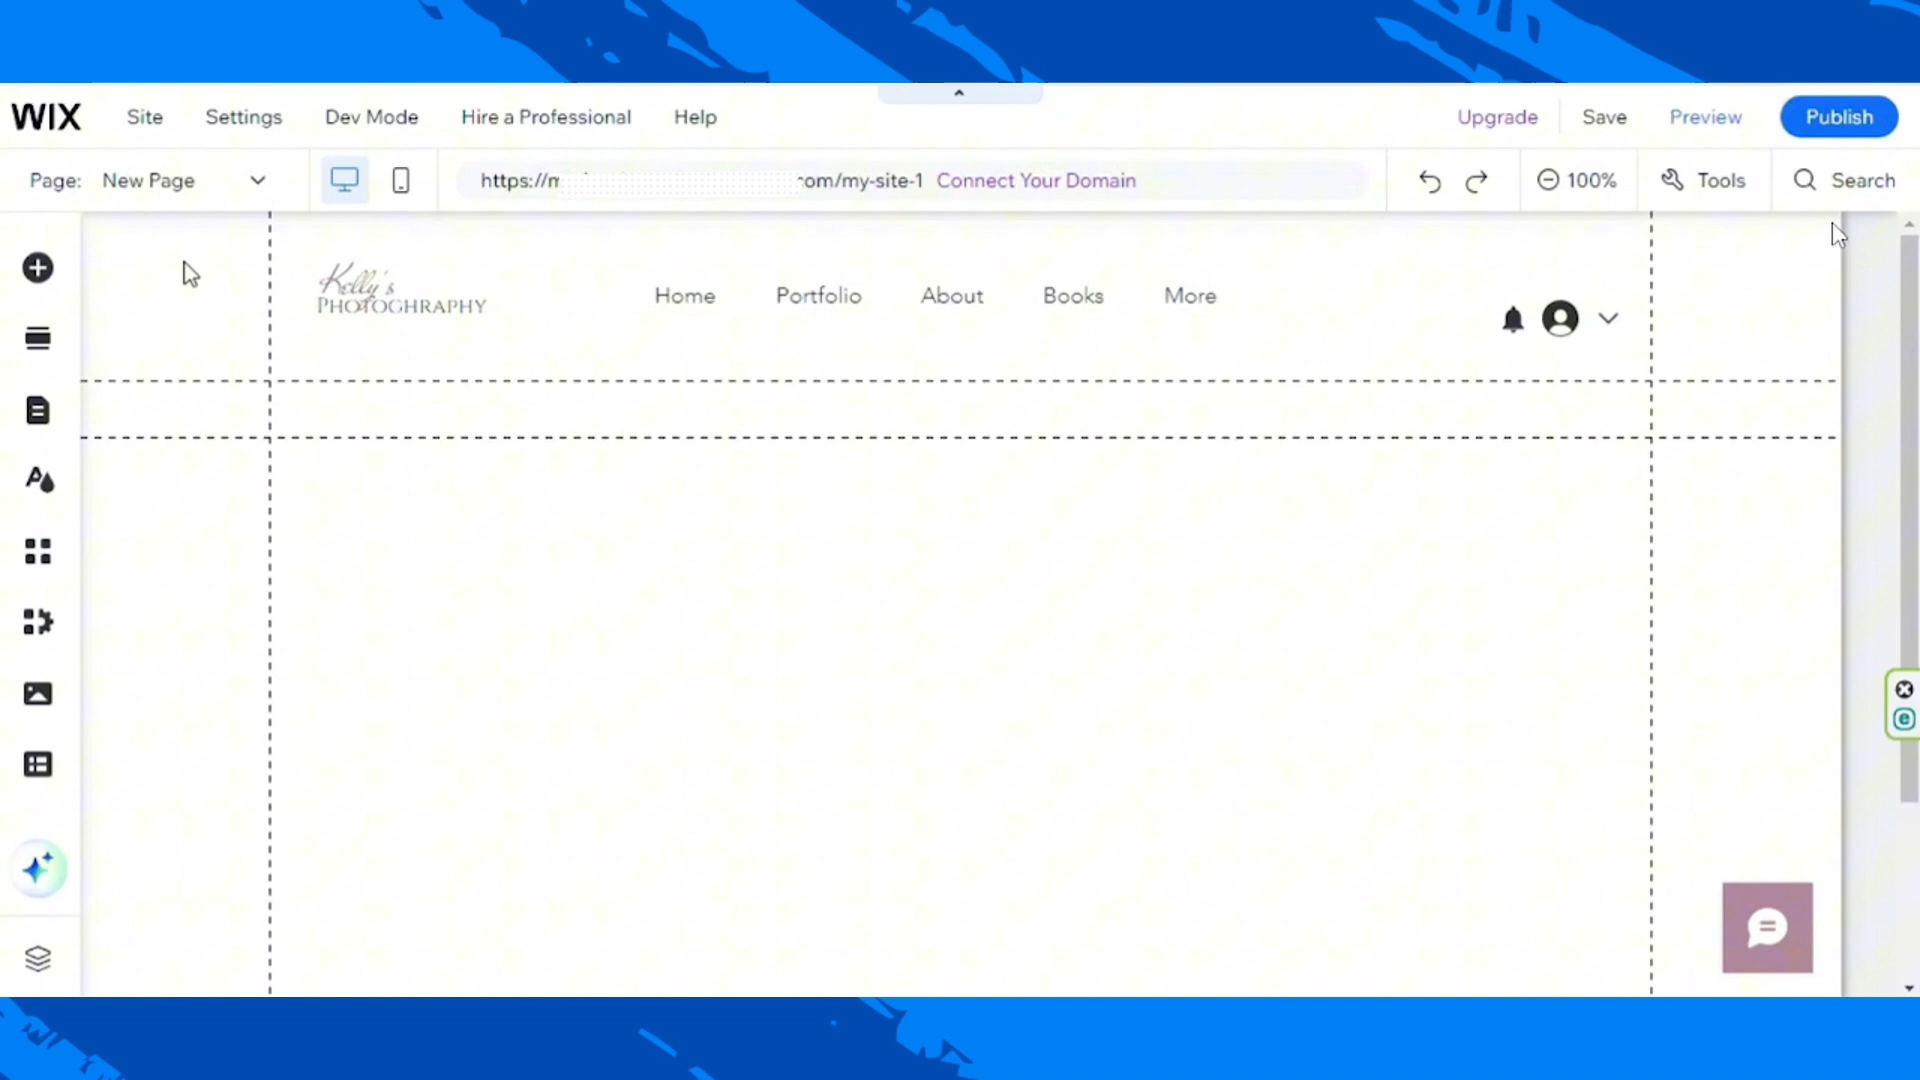 WIX Site Settings Dev Mode Hire a Professional Help Upgrade Save Preview Publish
Page: New Page https://m com/my-site-1 Connect Your Domain 100% Tools Search
Kelly's
PHOTOGHRAPHY
Home Portfolio About Books More